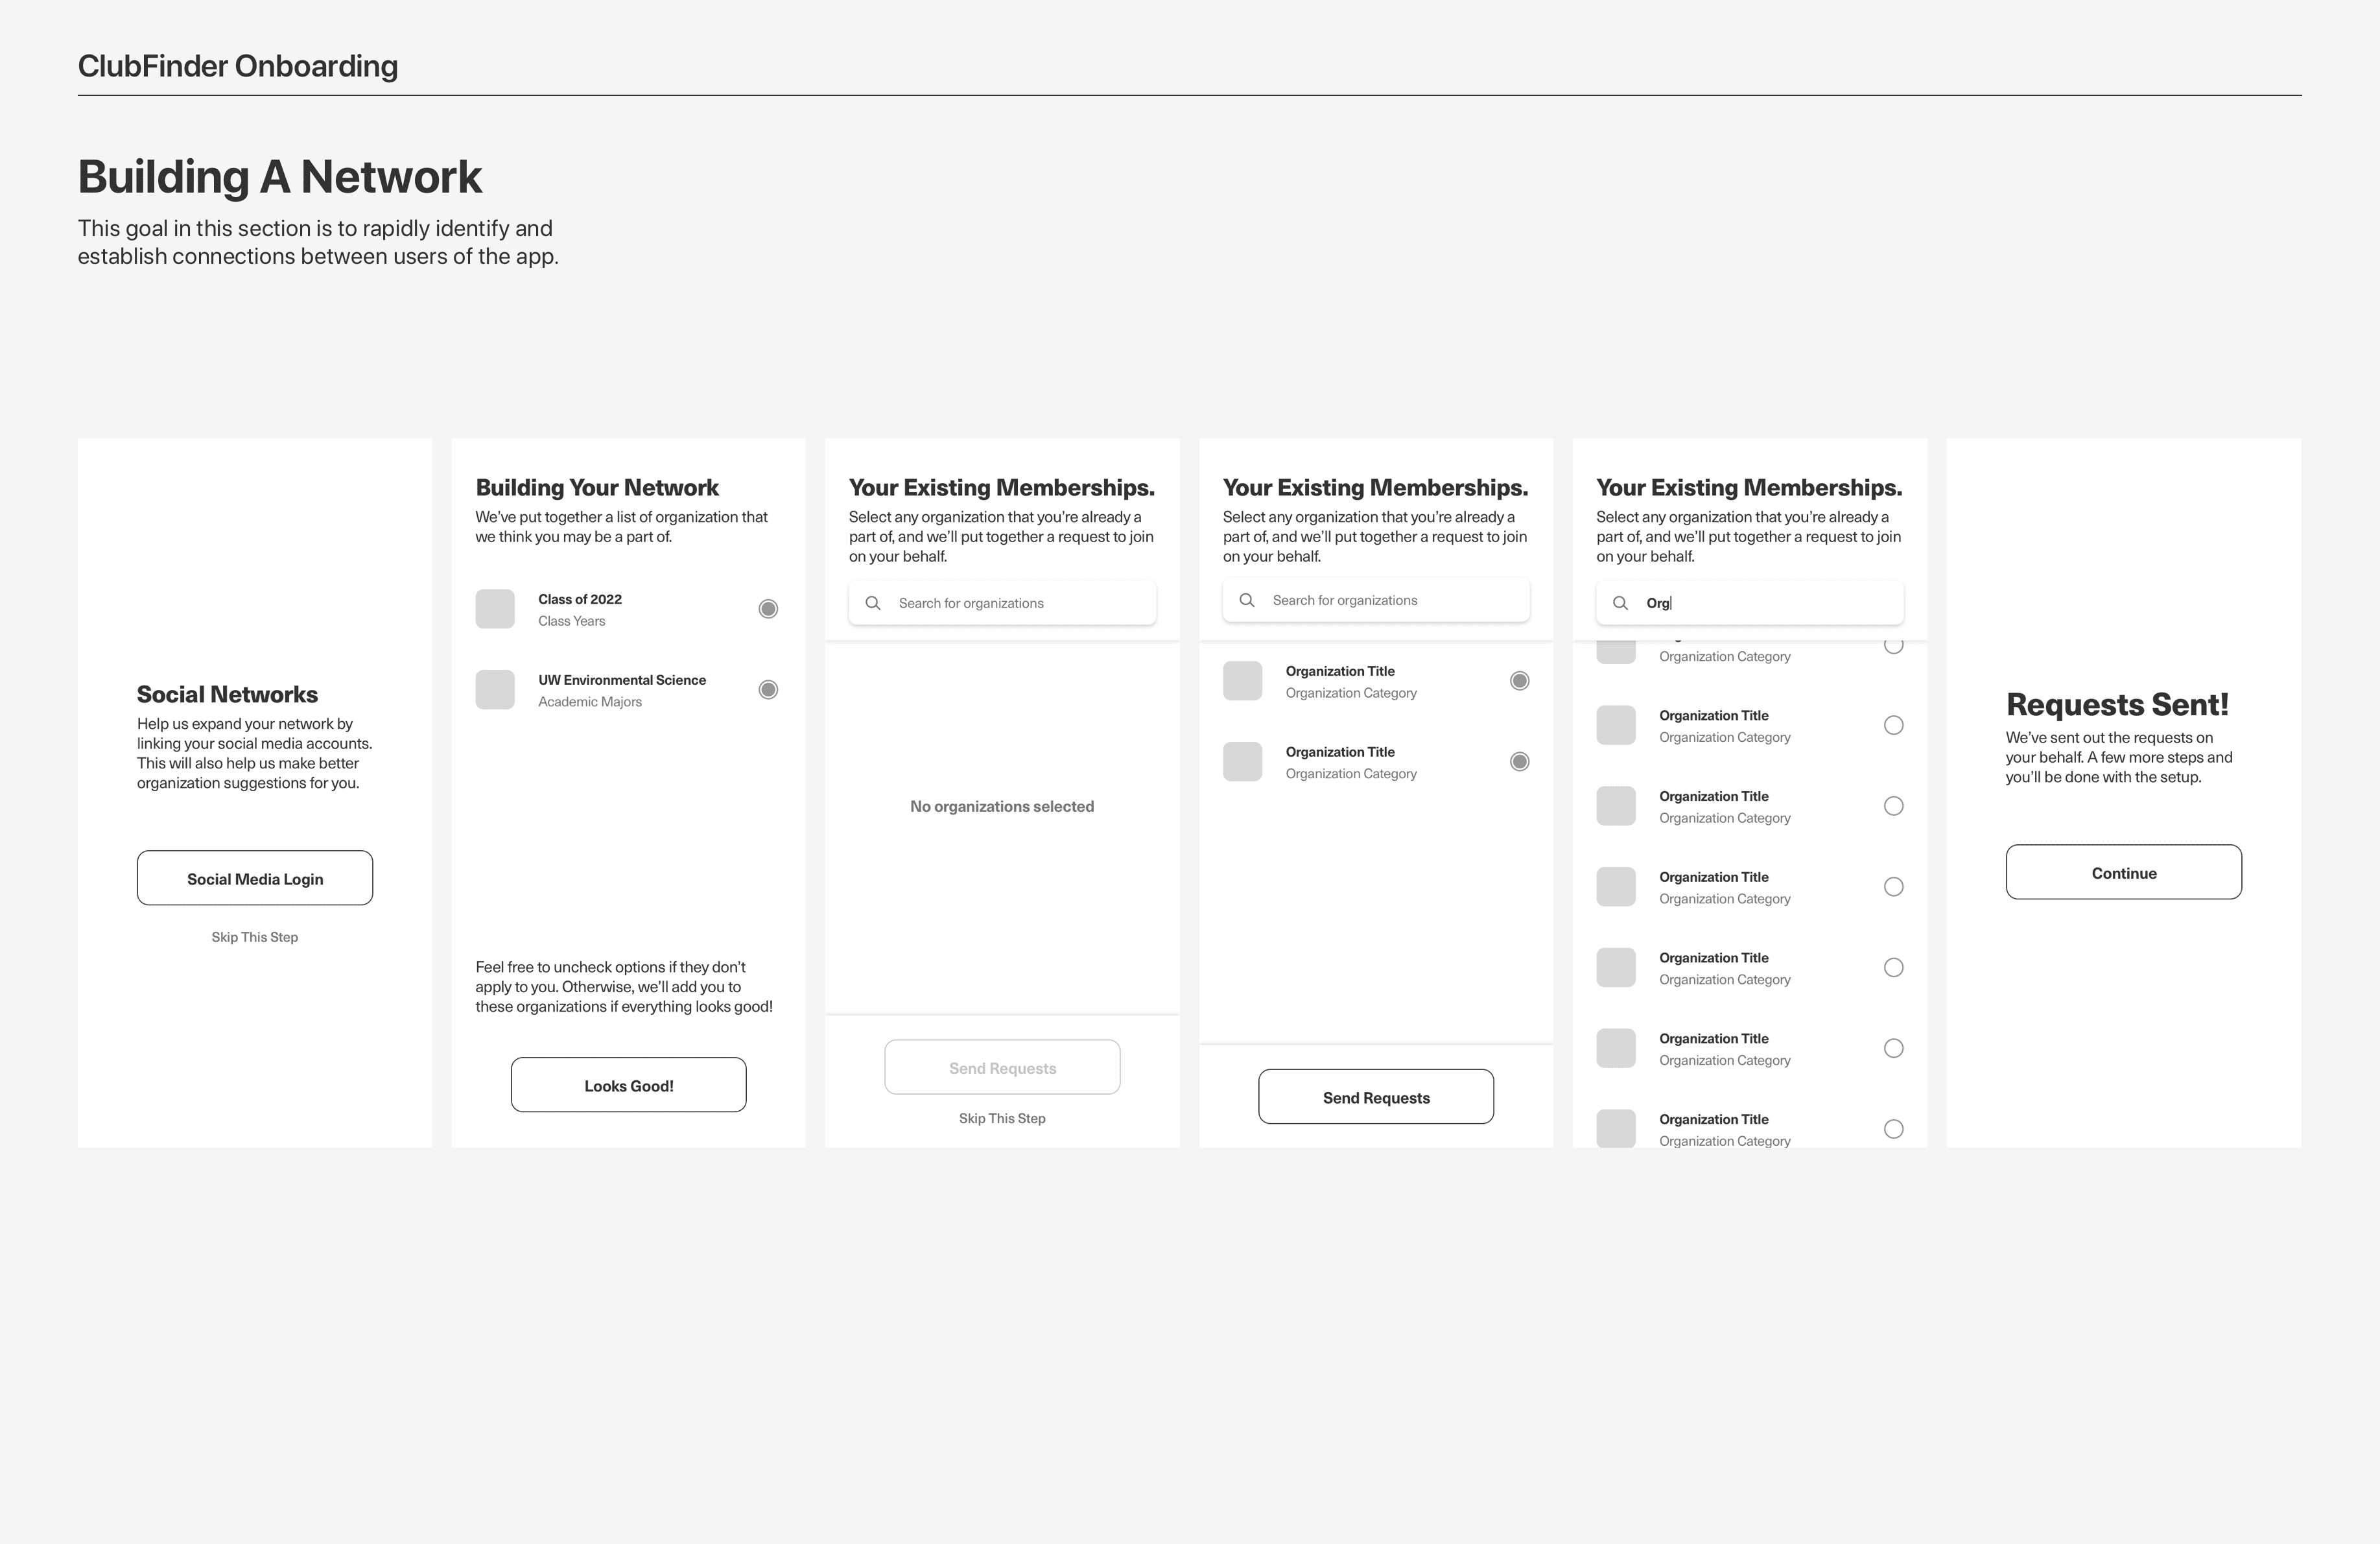 ClubFinder Onboarding
Building A Network
This goal in this section is to rapidly identify and
establish connections between users of the app.
Social Networks
Help us expand your network by
linking your social media accounts.
This will also help us make better
organization suggestions for you.
Social Media Login
Skip This Step
Building Your Network
We've put together a list of organization that
we think you may be a part of.
Class of 2022
Class Years
UW Environmental Science
Academic Majors
Feel free to uncheck options if they don't
apply to you. Otherwise, we'll add you to
these organizations if everything looks good!
Looks Good!
Your Existing Memberships.
Select any organization that you're already a
part of, and we'll put together a request to join
on your behalf.
Search for organizations
No organizations selected
Send Requests
Skip This Step
Your Existing Memberships.
Select any organization that you're already a
part of, and we'll put together a request to join
on your behalf.
Search for organizations
Organization Title
Organization Category
Organization Title
Organization Category
Send Requests
Your Existing Memberships.
Select any organization that you're already a
part of, and we'll put together a request to join
on your behalf.
Org
Organization Category
Organization Title
Organization Category
Organization Title
Organization Category
Organization Title
Organization Category
Organization Title
Organization Category
Organization Title
Organization Category
Organization Title
Organization Category
Requests Sent!
We've sent out the requests on
your behalf. A few more steps and
you'll be done with the setup.
Continue